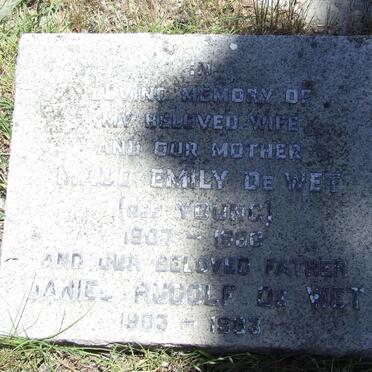 IN
LOVING MEMORY OF
MY BELOVED WIFE
AND OUR MOTHER
MAUD EMILY DE WET
(NEE YOUNG)
1907 –
AND OUR BELOVED FATHER
DANIEL RUDOLF DE WET
1903 –